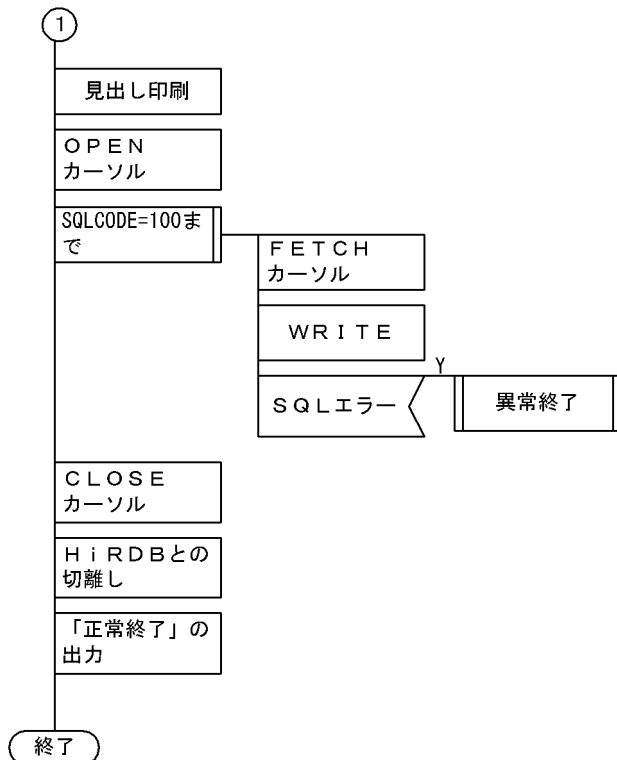 1
見出し印刷
ＯＰＥＮ
カーソル
SQLCODE=100ま
で
ＦＥＴＣＨ
カーソル
ＷＲＩＴＥ
Y
ＳＱＬエラー
異常終了
ＣＬＯＳＥ
カーソル
ＨｉＲＤＢとの
切離し
「正常終了」の
出力
終了